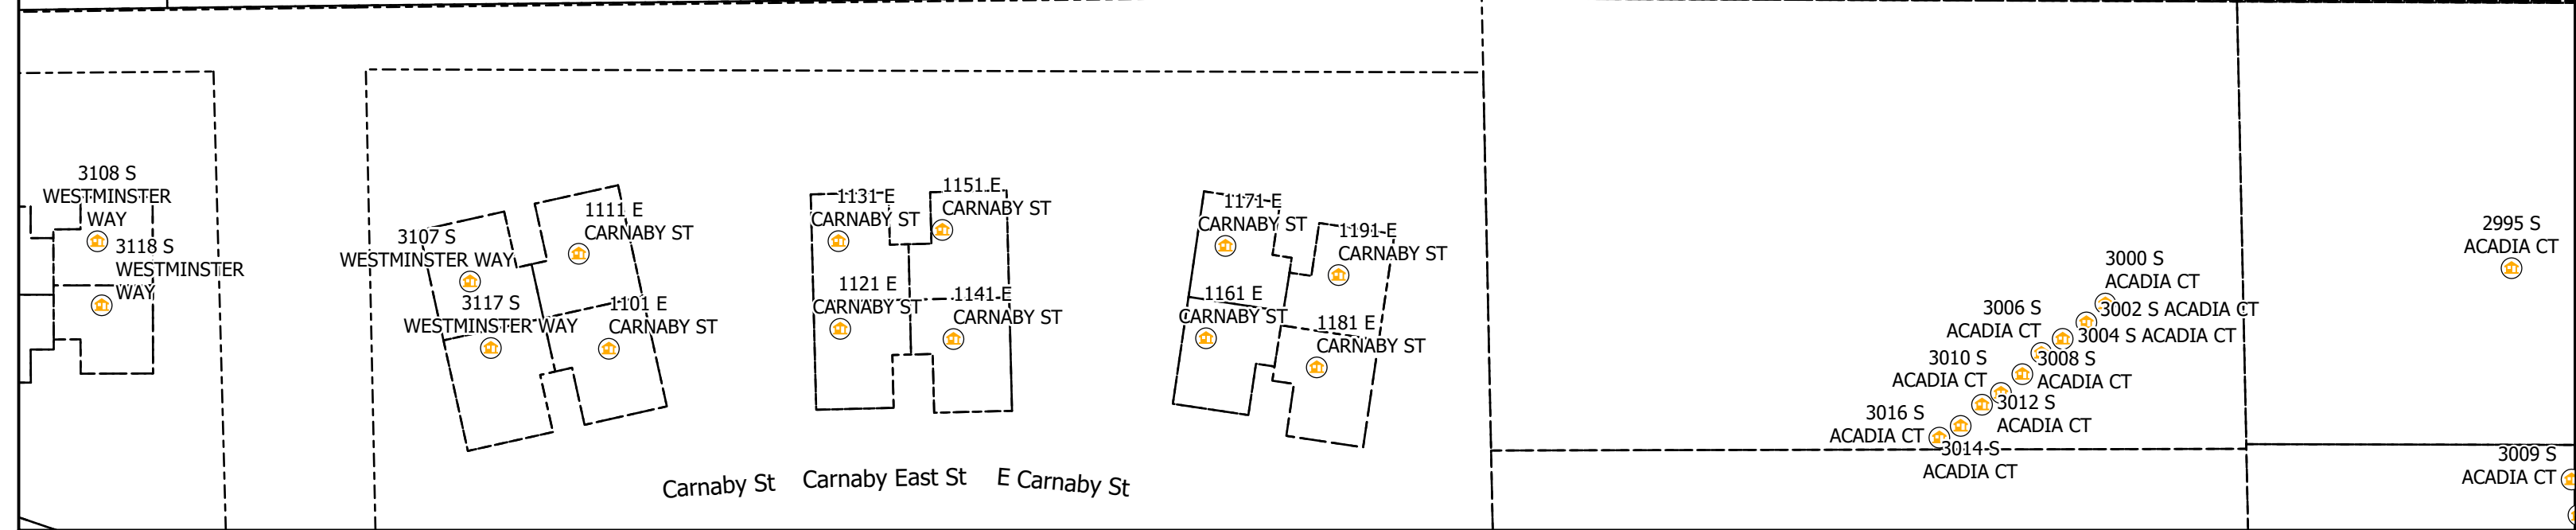 3108 S
WESTMINSTER
WAY
3118 S
WESTMINSTER
WAY
3107 S
WESTMINSTER WAY
3117 S
WESTMINSTER WAY
1111 E
CARNABY ST
1101 E
CARNABY ST
1131 E
CARNABY ST
1151 E
CARNABY ST
1121 E
CARNABY ST
1141 E
CARNABY ST
1171 E
CARNABY ST
1191 E
CARNABY ST
1161 E
CARNABY ST
1181 E
CARNABY ST
Carnaby St
Carnaby East St
E Carnaby St
3000 S
ACADIA CT
3002 S ACADIA CT
3006 S
ACADIA CT
3004 S ACADIA CT
3010 S
ACADIA CT
3008 S
ACADIA CT
3012 S
ACADIA CT
3016 S
ACADIA CT
3014 S
ACADIA CT
2995 S
ACADIA CT
3009 S
ACADIA CT